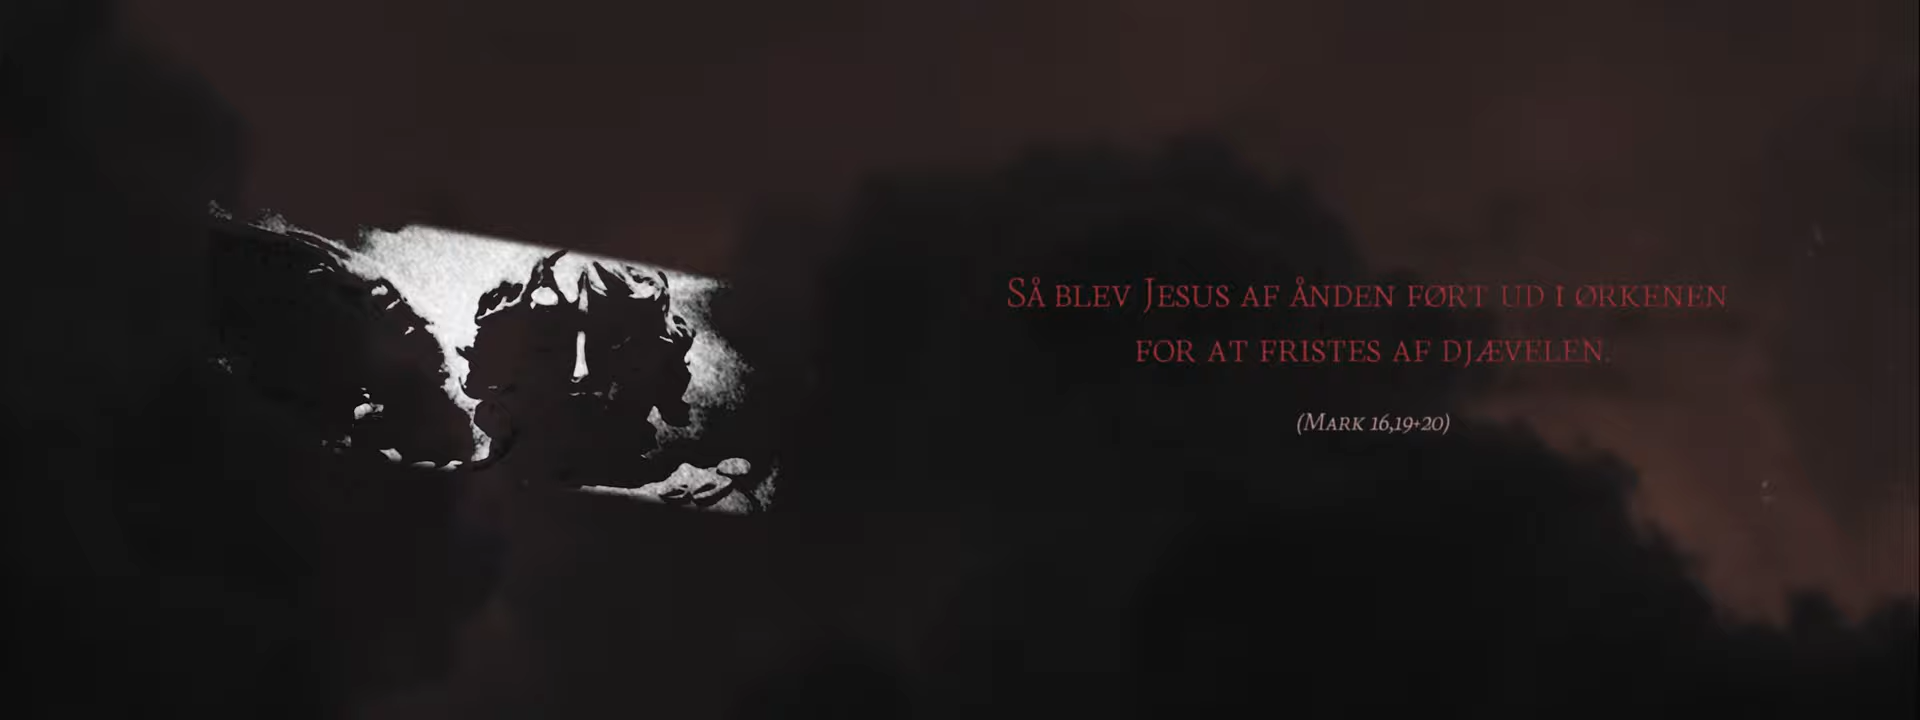 Så blev Jesus af Ånden ført ud i ørkenen
for at fristes af djævelen.
(Mark 16,19+20)